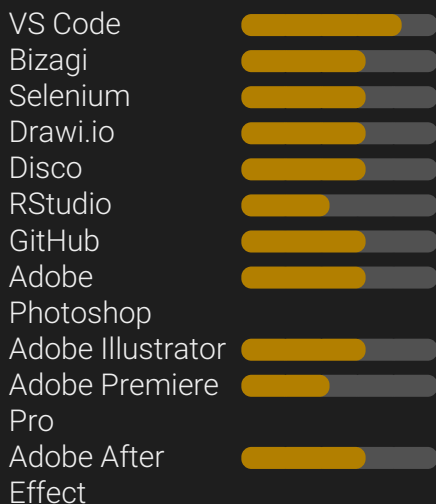 VS Code
Bizagi
Selenium
Drawi.io
Disco
RStudio
GitHub
Adobe
Photoshop
Adobe Illustrator
Adobe Premiere
Pro
Adobe After
Effect